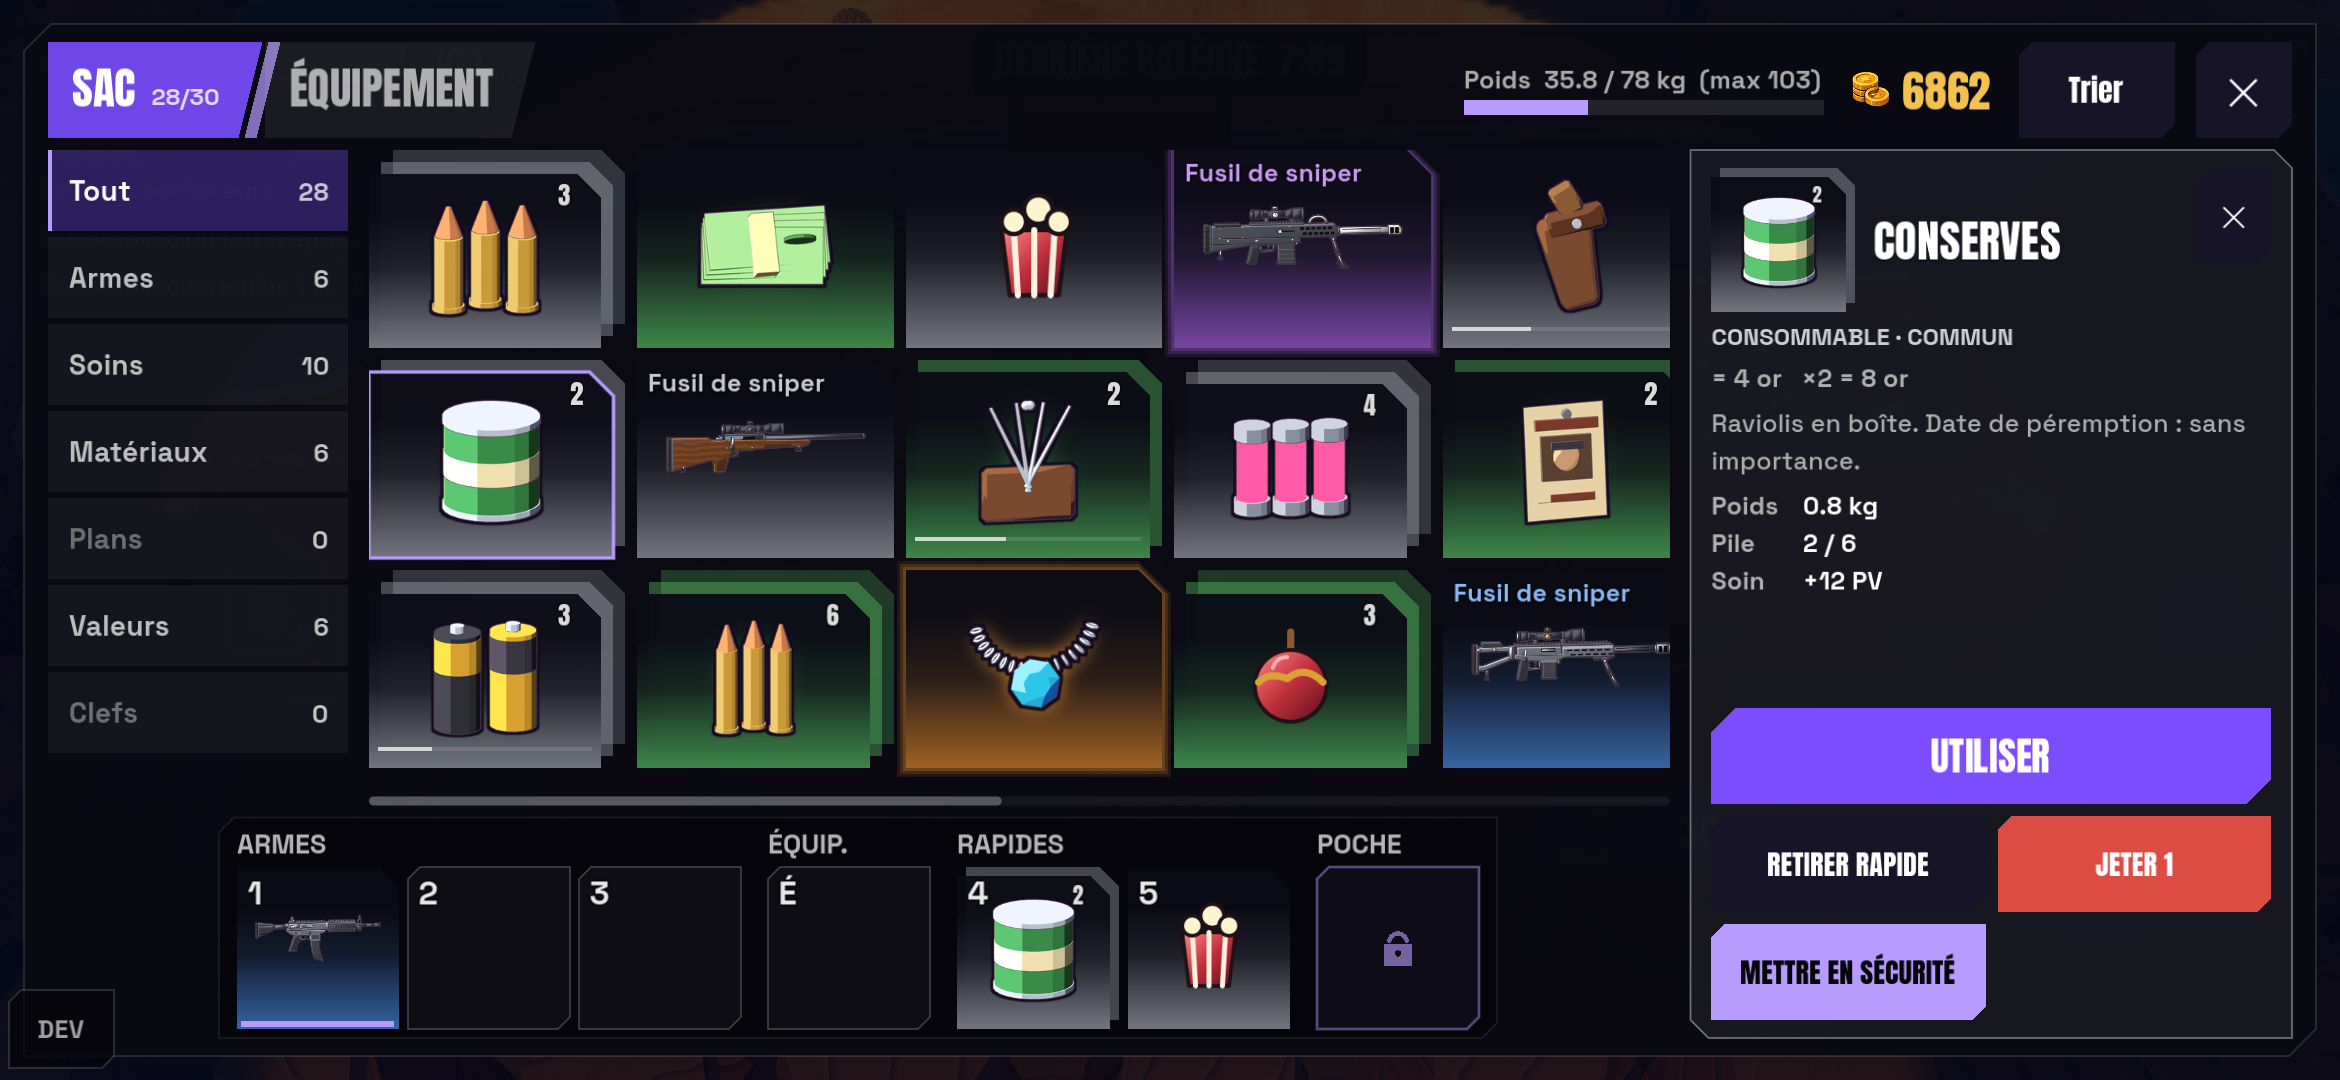 SAC 28/30
ÉQUIPEMENT
DERNIÈRE CALÈCHE 7:59
Poids 35.8 / 78 kg (max 103)
6862
Trier
Tout 28
Armes 6
Soins 10
Matériaux 6
Plans 0
Valeurs 6
Clefs 0
3
Fusil de sniper
2
Fusil de sniper
2
4
2
3
6
3
Fusil de sniper
2
CONSERVES
CONSOMMABLE · COMMUN
= 4 or ×2 = 8 or
Raviolis en boîte. Date de péremption : sans
importance.
Poids 0.8 kg
Pile 2 / 6
Soin +12 PV
UTILISER
RETIRER RAPIDE
JETER 1
METTRE EN SÉCURITÉ
ARMES
1
2
3
ÉQUIP.
É
RAPIDES
4 2
5
POCHE
DEV